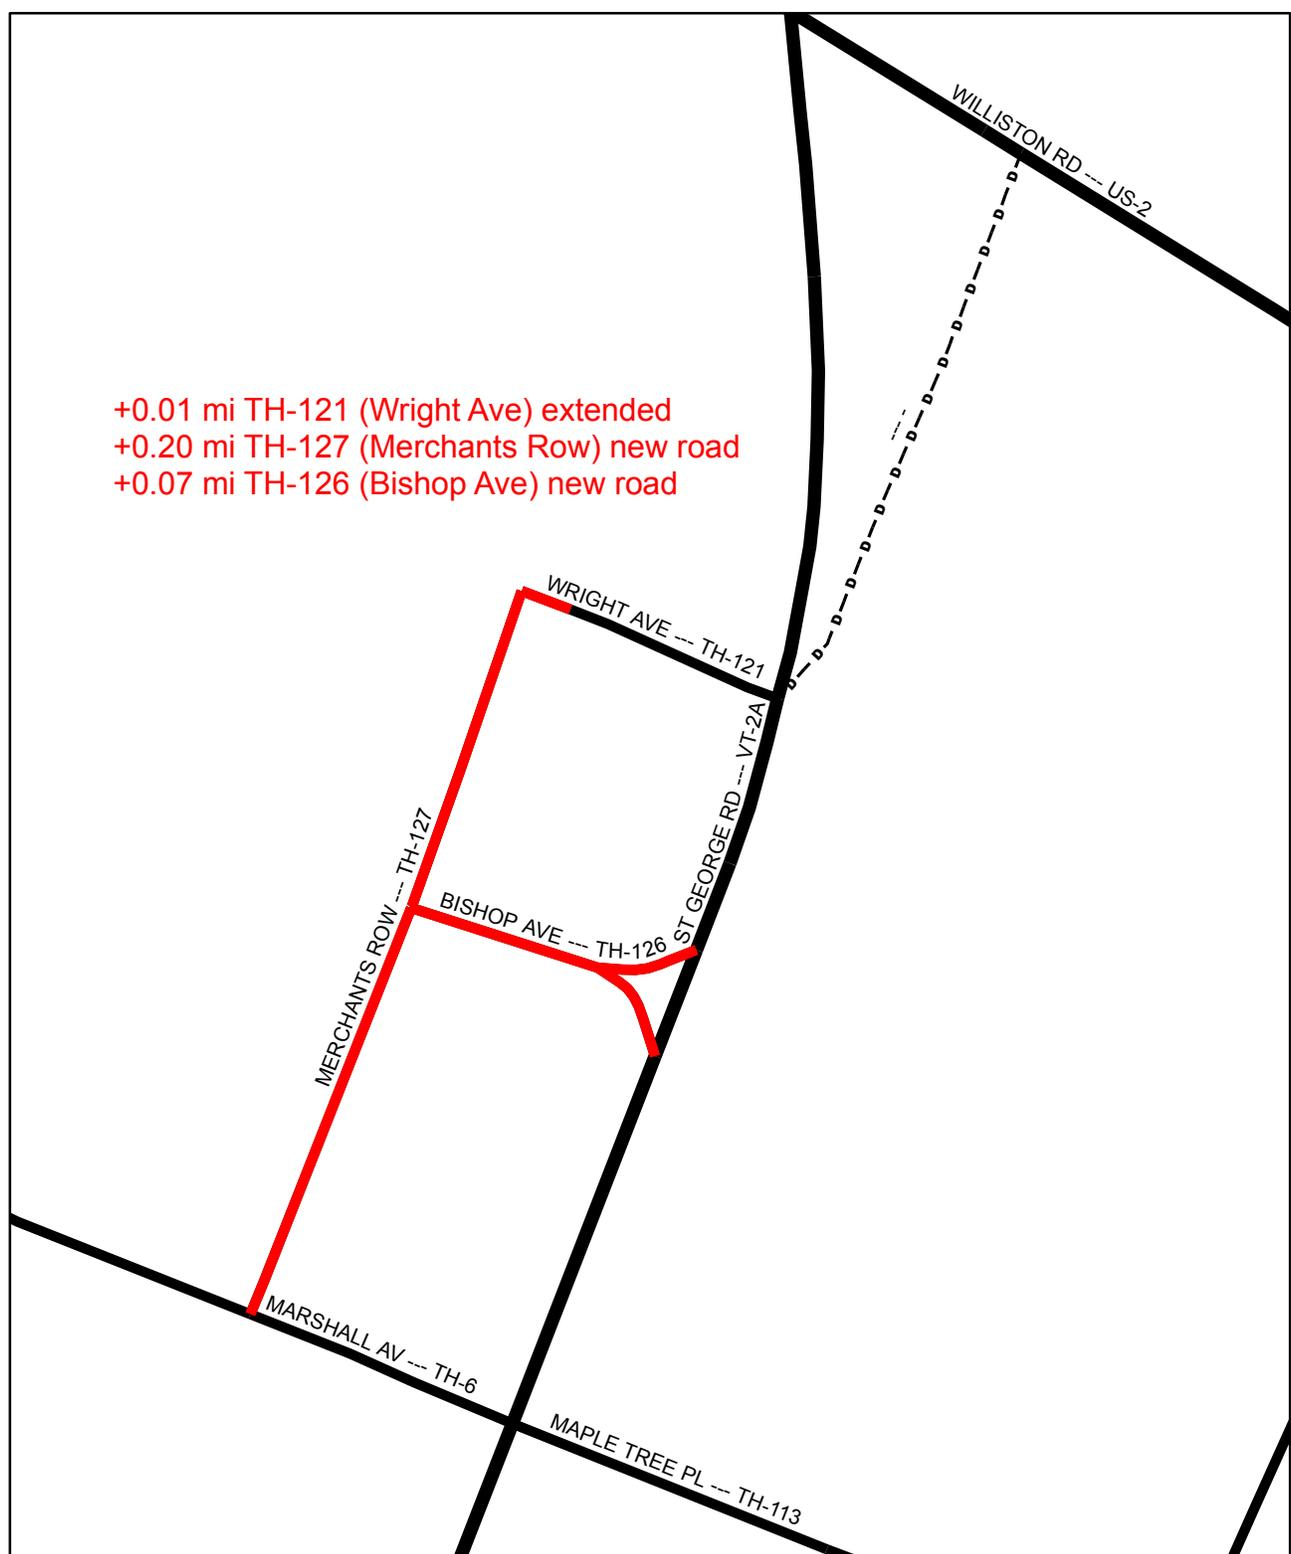 WILLISTON RD --- US-2
+0.01 mi TH-121 (Wright Ave) extended
+0.20 mi TH-127 (Merchants Row) new road
+0.07 mi TH-126 (Bishop Ave) new road
----
D D D D D D D D D D D D D D D
WRIGHT AVE --- TH-121
ST GEORGE RD --- VT-2A
MERCHANTS ROW --- TH-127
BISHOP AVE --- TH-126
MARSHALL AV --- TH-6
MAPLE TREE PL --- TH-113